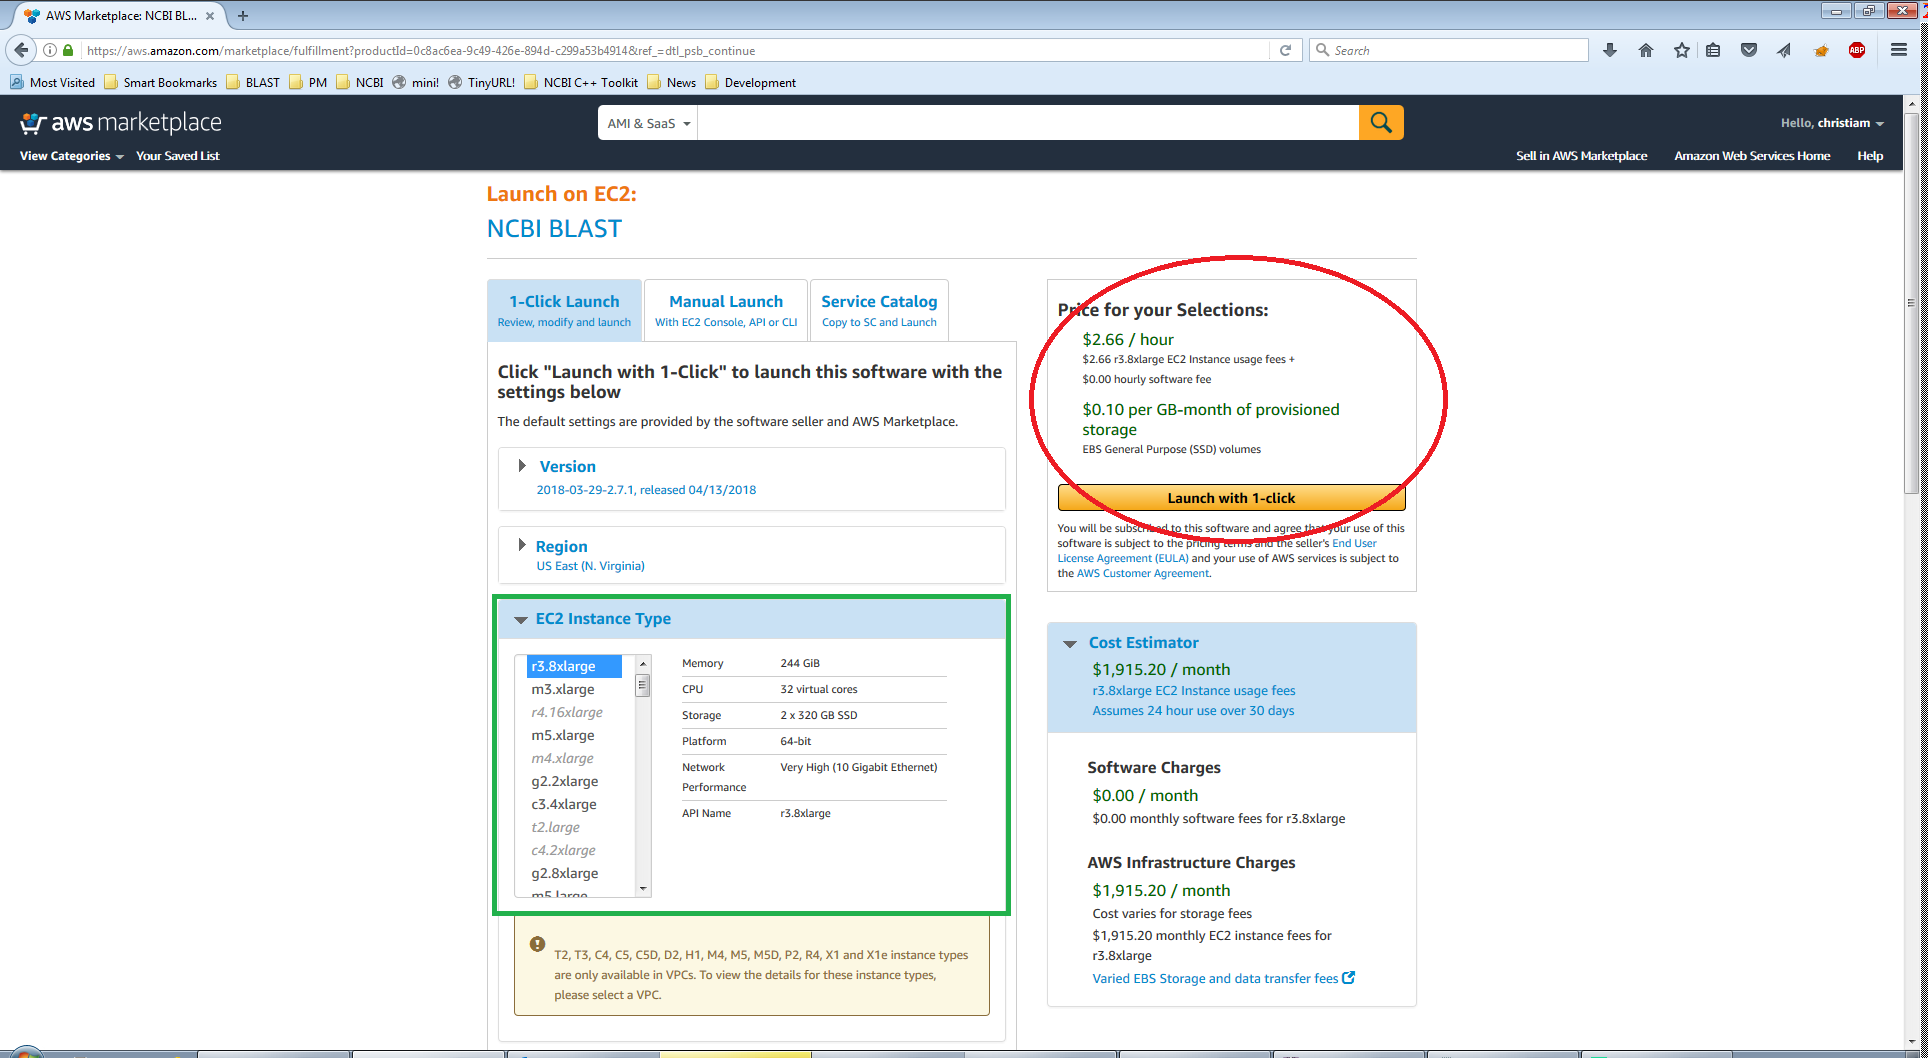 AWS Marketplace: NCBI BL...
https://aws.amazon.com/marketplace/fulfillment?productId=0c8ac6ea-9c49-426e-894d-c299a53b4914&ref_=dtl_psb_continue
Search
ABP
Most Visited Smart Bookmarks BLAST PM NCBI mini! TinyURL! NCBI C++ Toolkit News Development
aws marketplace
AMI & SaaS
Hello, christiam
View Categories Your Saved List
Sell in AWS Marketplace Amazon Web Services Home Help
Launch on EC2:
NCBI BLAST
1-Click Launch
Review, modify and launch
Manual Launch
With EC2 Console, API or CLI
Service Catalog
Copy to SC and Launch
Click "Launch with 1-Click" to launch this software with the
settings below
The default settings are provided by the software seller and AWS Marketplace.
Version
2018-03-29-2.7.1, released 04/13/2018
Region
US East (N. Virginia)
EC2 Instance Type
r3.8xlarge
m3.xlarge
r4.16xlarge
m5.xlarge
m4.xlarge
g2.2xlarge
c3.4xlarge
t2.large
c4.2xlarge
g2.8xlarge
m5.large
Memory 244 GiB
CPU 32 virtual cores
Storage 2 x 320 GB SSD
Platform 64-bit
Network Very High (10 Gigabit Ethernet)
Performance
API Name r3.8xlarge
T2, T3, C4, C5, C5D, D2, H1, M4, M5, M5D, P2, R4, X1 and X1e instance types
are only available in VPCs. To view the details for these instance types,
please select a VPC.
Price for your Selections:
$2.66 / hour
$2.66 r3.8xlarge EC2 Instance usage fees +
$0.00 hourly software fee
$0.10 per GB-month of provisioned
storage
EBS General Purpose (SSD) volumes
Launch with 1-click
You will be subscribed to this software and agree that your use of this
software is subject to the pricing terms and the seller's End User
License Agreement (EULA) and your use of AWS services is subject to
the AWS Customer Agreement.
Cost Estimator
$1,915.20 / month
r3.8xlarge EC2 Instance usage fees
Assumes 24 hour use over 30 days
Software Charges
$0.00 / month
$0.00 monthly software fees for r3.8xlarge
AWS Infrastructure Charges
$1,915.20 / month
Cost varies for storage fees
$1,915.20 monthly EC2 instance fees for
r3.8xlarge
Varied EBS Storage and data transfer fees